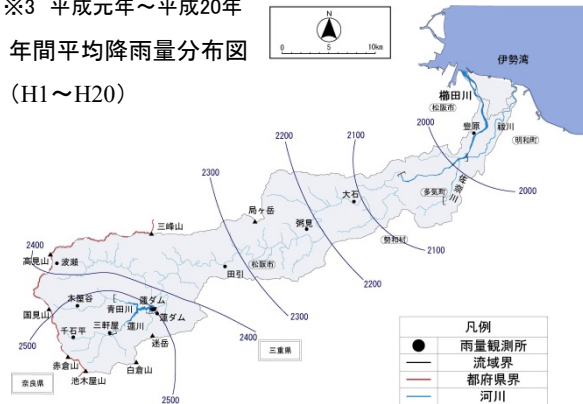 ※3 平成元年～平成20年
年間平均降雨量分布図
（H1～H20）
N
0 5 10km
伊勢湾
櫛田川
松阪市
豊原
祓川
明和町
2000
2000
2100
2100
2200
2200
2300
2300
2400
2400
2500
2500
佐奈川
多気町
大石
勢和村
粥見
局ヶ岳
松阪市
田引
三峰山
高見山
波瀬
木屋谷
青田川
蓮ダム
蓮ダム
国見山
三軒屋
蓮川
千石平
迷岳
赤倉山
白倉山
池木屋山
奈良県
三重県
凡例
雨量観測所
流域界
都府県界
河川